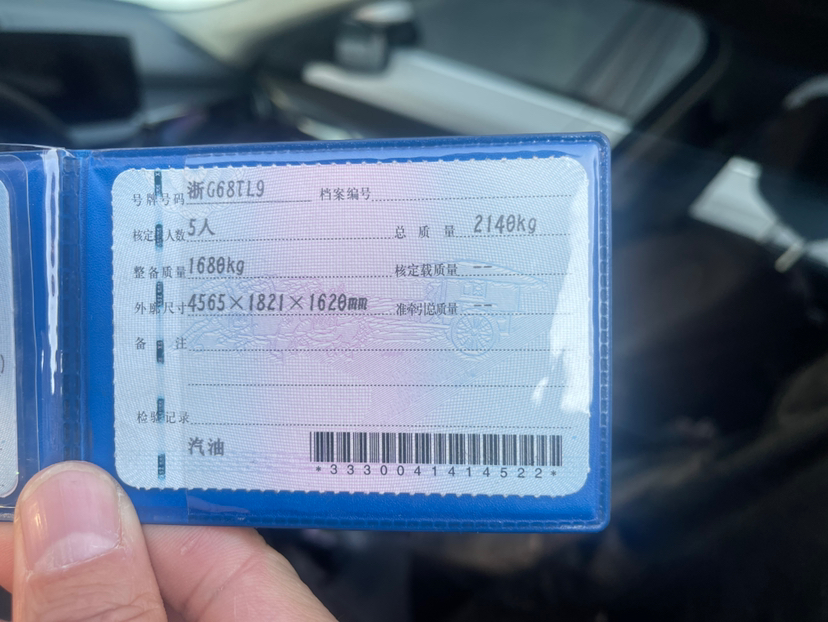 号牌号码 浙G68TL9 档案编号
核定人数 5人 总质量 2140kg
整备质量 1680kg 核定载质量 --
外廓尺寸 4565×1821×1620mm 准牵引总质量 --
备注
检验记录
汽油
*3330041414522*